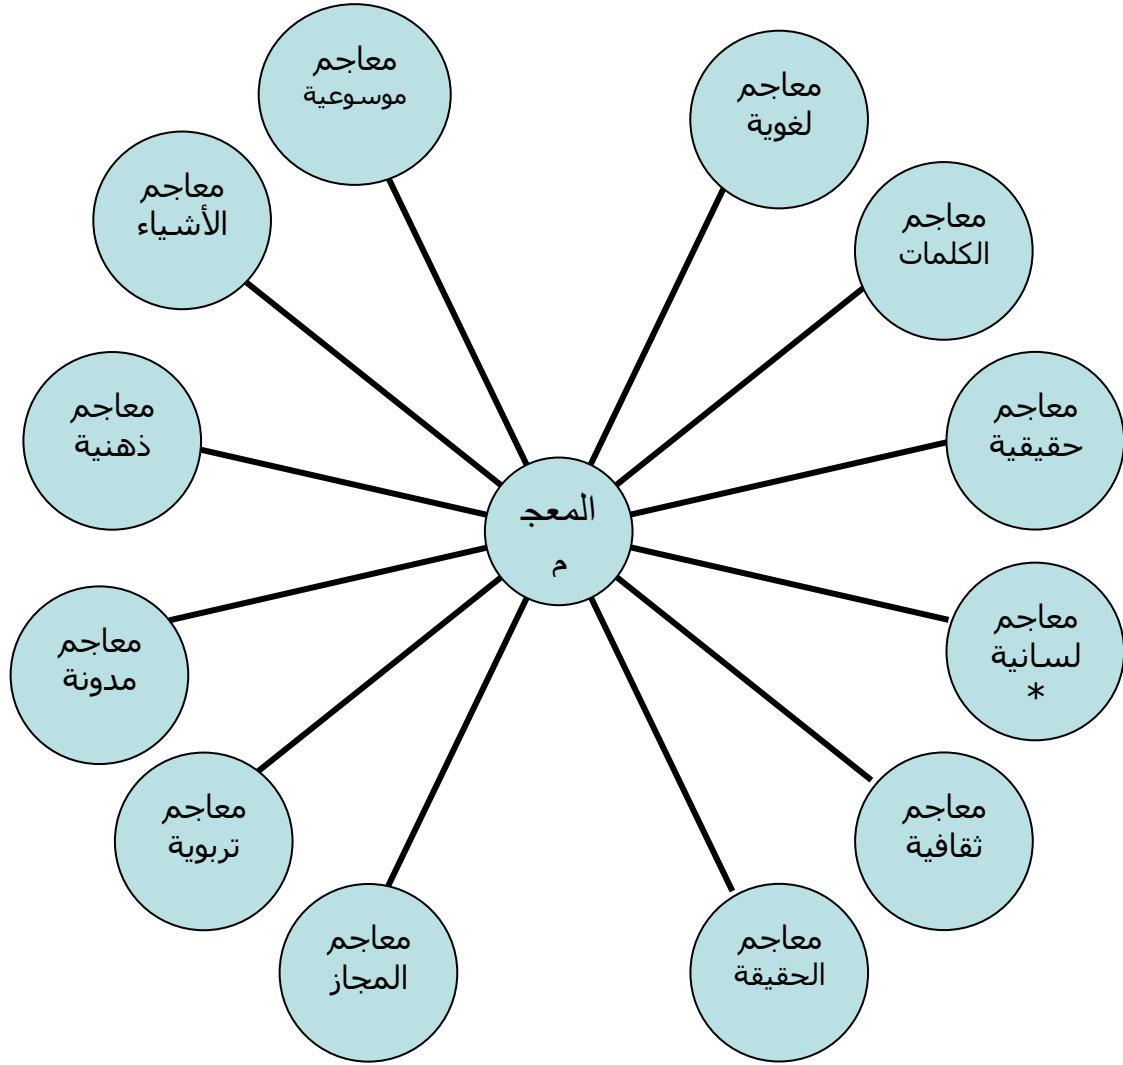 معاجم
موسوعية
معاجم
لغوية
معاجم
الأشياء
معاجم
الكلمات
معاجم
ذهنية
معاجم
حقيقية
المعجـ
م
معاجم
مدونة
معاجم
لسانية
*
معاجم
تربوية
معاجم
ثقافية
معاجم
المجاز
معاجم
الحقيقة